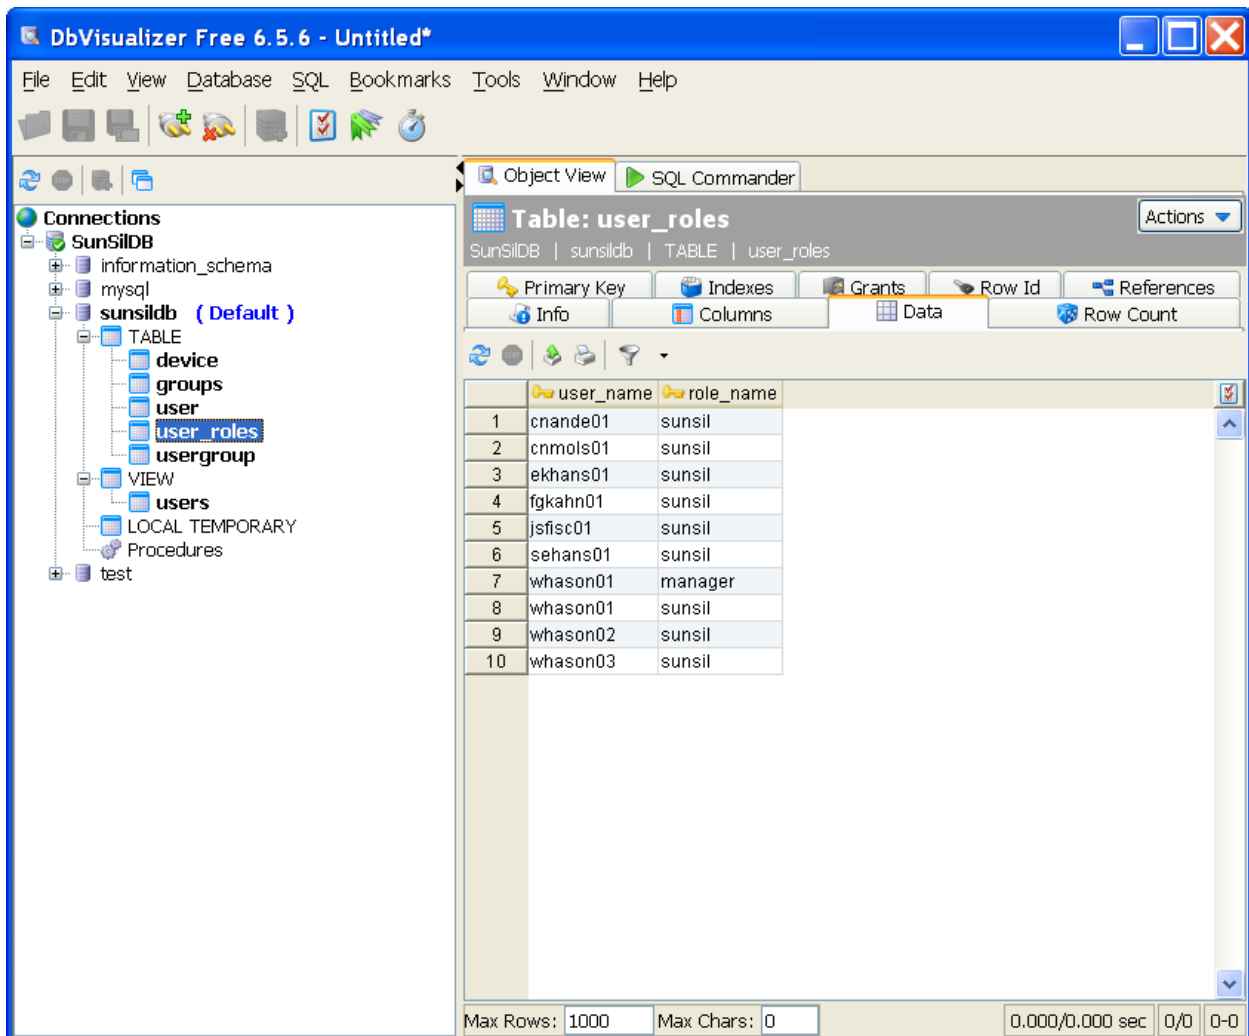 DbVisualizer Free 6.5.6 - Untitled*
File Edit View Database SQL Bookmarks Tools Window Help
Connections
SunSilDB
information_schema
mysql
sunsildb (Default)
TABLE
device
groups
user
user_roles
usergroup
VIEW
users
LOCAL TEMPORARY
Procedures
test
Object View SQL Commander
Table: user_roles Actions
SunSilDB | sunsildb | TABLE | user_roles
Primary Key Indexes Grants Row Id References
Info Columns Data Row Count
user_name role_name
1 cnande01 sunsil
2 cnmols01 sunsil
3 ekhans01 sunsil
4 fgkahn01 sunsil
5 jsfisc01 sunsil
6 sehans01 sunsil
7 whason01 manager
8 whason01 sunsil
9 whason02 sunsil
10 whason03 sunsil
Max Rows: 1000 Max Chars: 0 0.000/0.000 sec 0/0 0-0